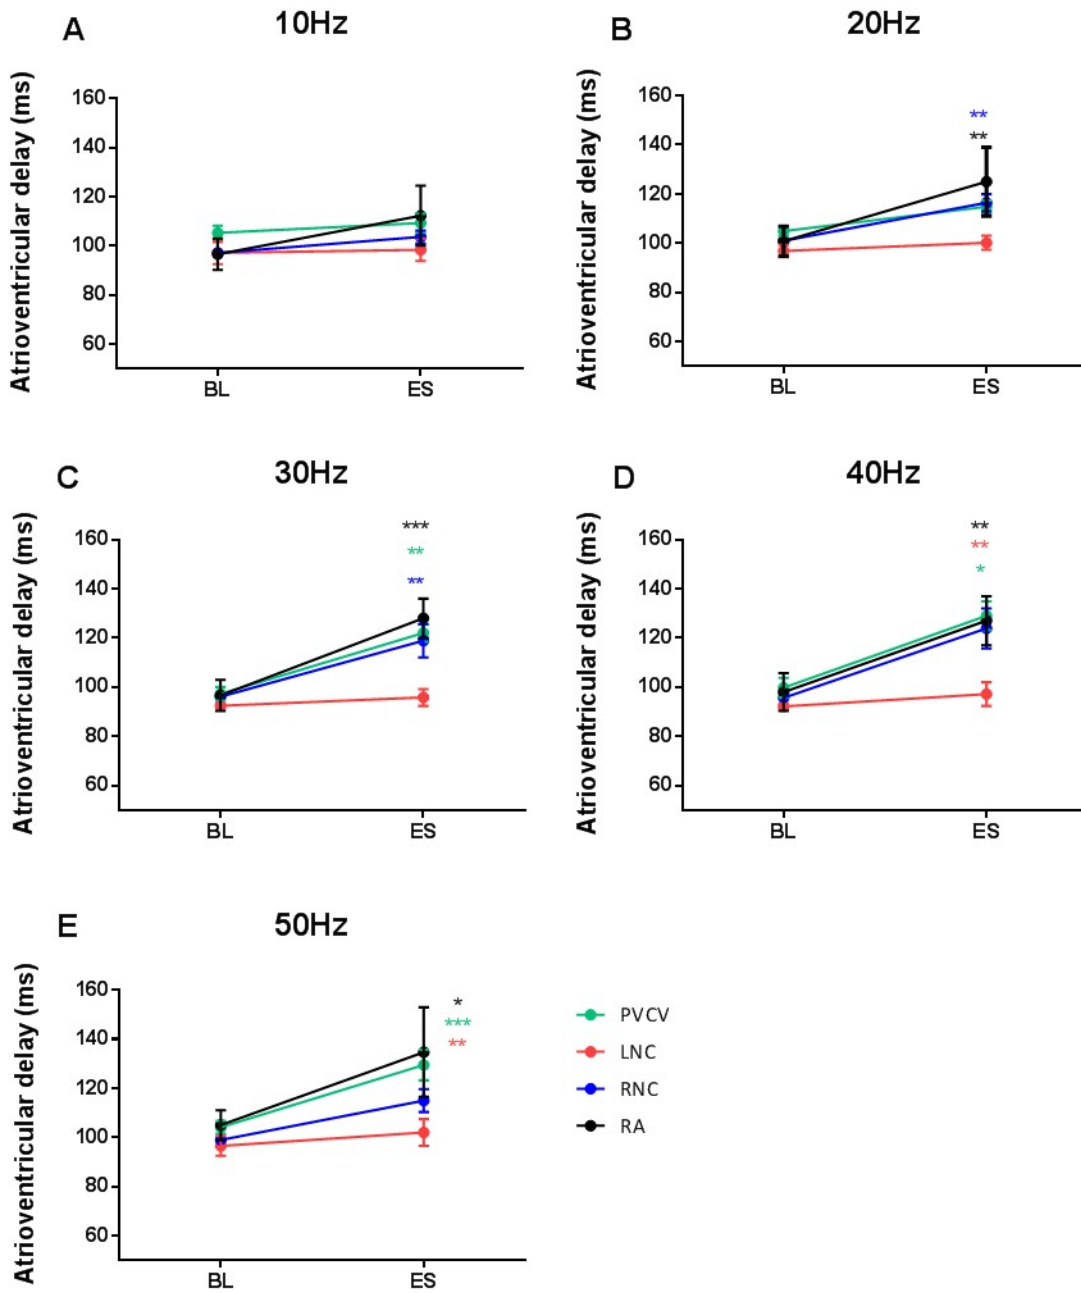 A
10Hz
Atrioventricular delay (ms)
160
140
120
100
80
60
BL
ES
B
20Hz
Atrioventricular delay (ms)
160
140
120
100
80
60
**
**
BL
ES
C
30Hz
Atrioventricular delay (ms)
160
140
120
100
80
60
***
**
**
BL
ES
D
40Hz
Atrioventricular delay (ms)
160
140
120
100
80
60
**
**
*
BL
ES
E
50Hz
Atrioventricular delay (ms)
160
140
120
100
80
60
*
***
**
BL
ES
PVCV
LNC
RNC
RA